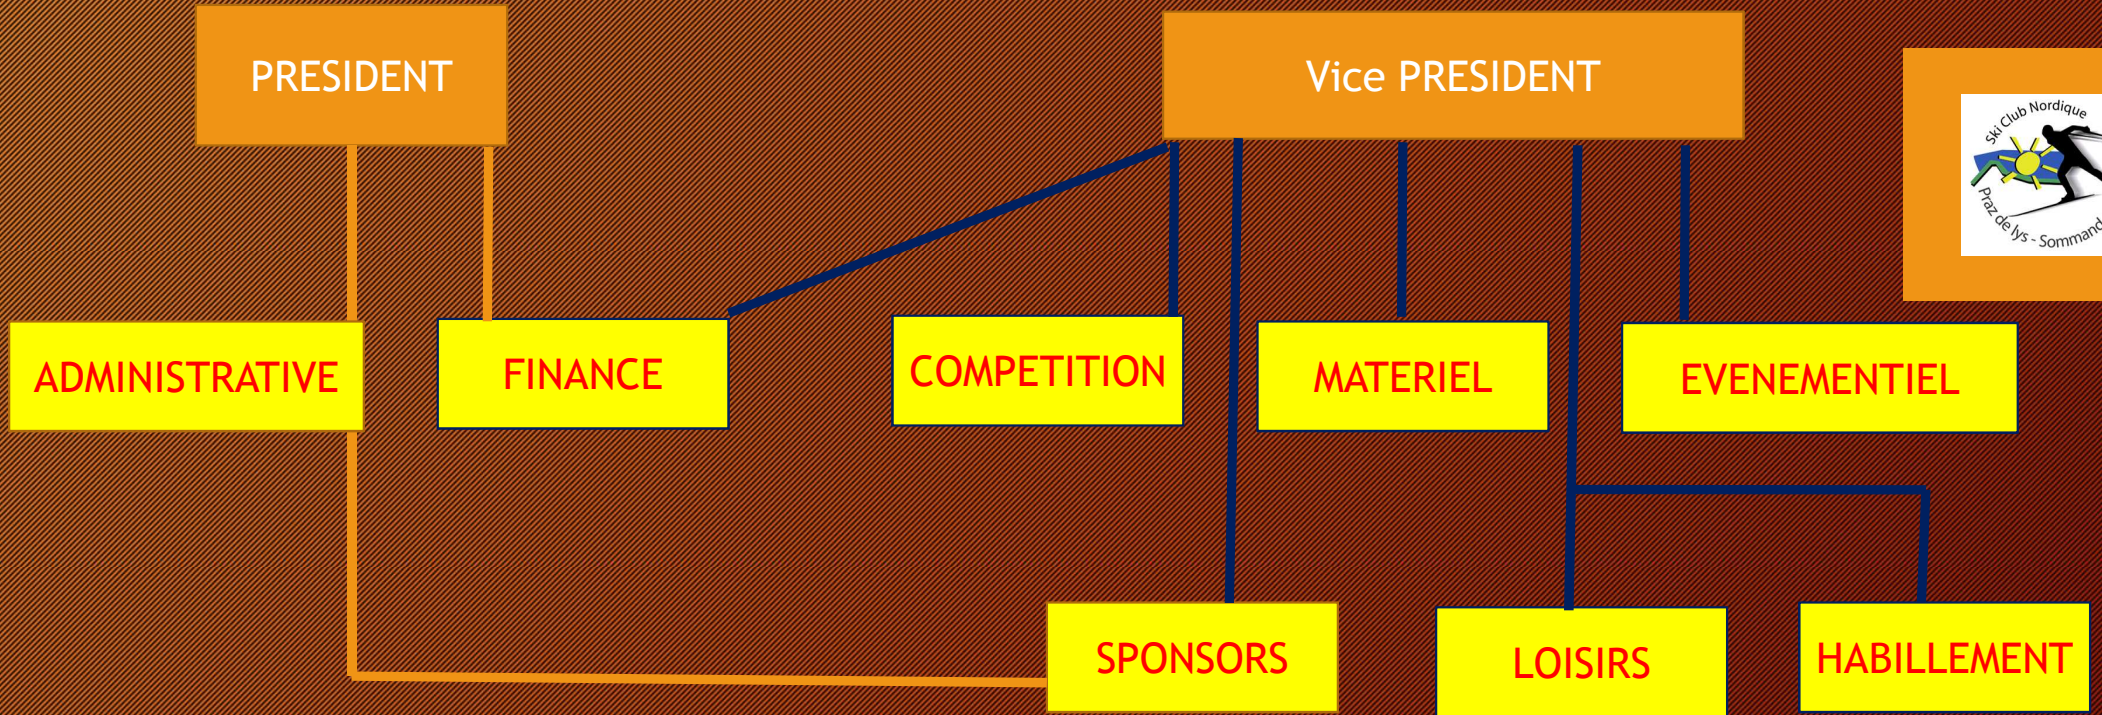 PRESIDENT
Vice PRESIDENT
Ski Club Nordique
Praz de lys - Sommand
ADMINISTRATIVE
FINANCE
COMPETITION
MATERIEL
EVENEMENTIEL
SPONSORS
LOISIRS
HABILLEMENT